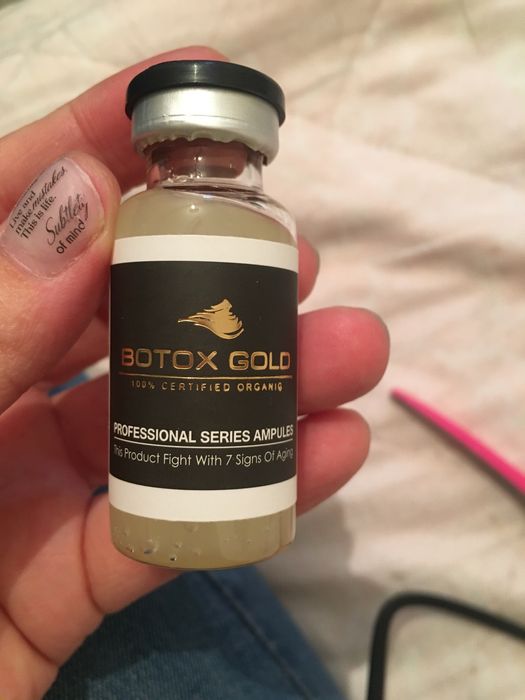 Live and
make mistakes.
This is life.
Subtlety
of mind
BOTOX GOLD
100% CERTIFIED ORGANIC
PROFESSIONAL SERIES AMPULES
This Product Fight With 7 Signs Of Aging